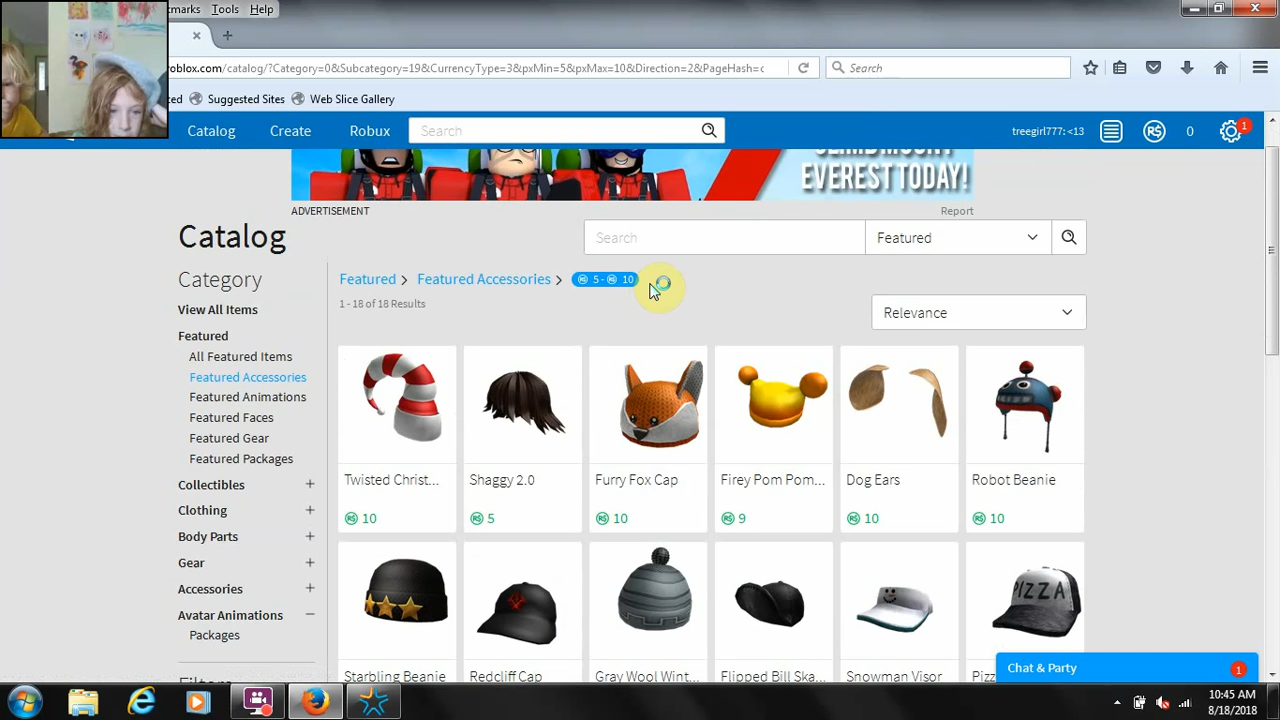 kmarks Tools Help
roblox.com/catalog/?Category=0&Subcategory=19&CurrencyType=3&pxMin=5&pxMax=10&Direction=2&PageHash=c
Search
Suggested Sites
Web Slice Gallery
Catalog
Create
Robux
Search
treegirl777: <13
0
1
EVEREST TODAY!
ADVERTISEMENT
Report
Catalog
Search
Featured
Category
Featured > Featured Accessories > R$ 5 - R$ 10
1 - 18 of 18 Results
Relevance
View All Items
Featured
All Featured Items
Featured Accessories
Featured Animations
Featured Faces
Featured Gear
Featured Packages
Collectibles +
Clothing +
Body Parts +
Gear +
Accessories +
Avatar Animations −
Packages
Twisted Christ...
R$ 10
Shaggy 2.0
R$ 5
Furry Fox Cap
R$ 10
Firey Pom Pom...
R$ 9
Dog Ears
R$ 10
Robot Beanie
R$ 10
PIZZA
Starbling Beanie
Redcliff Cap
Gray Wool Wint...
Flipped Bill Ska...
Snowman Visor
Chat & Party
1
10:45 AM
8/18/2018